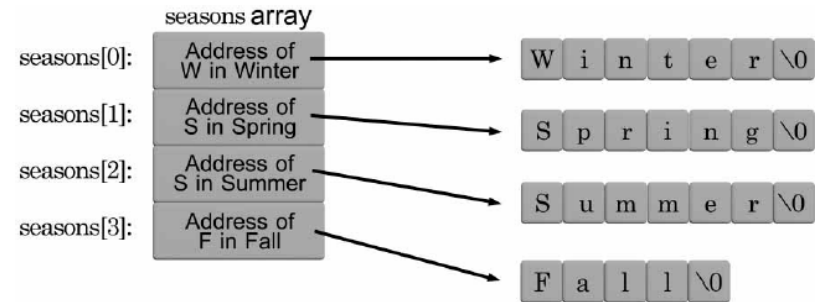 seasons array
seasons[0]: Address of W in Winter W i n t e r \0
seasons[1]: Address of S in Spring S p r i n g \0
seasons[2]: Address of S in Summer S u m m e r \0
seasons[3]: Address of F in Fall F a l l \0